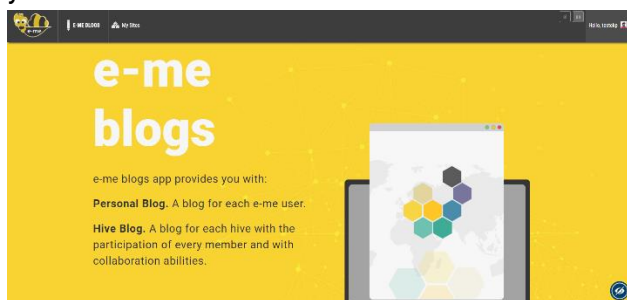 e-me
E-ME BLOGS
My Sites
Hello, testekp
e-me
blogs
e-me blogs app provides you with:
Personal Blog. A blog for each e-me user.
Hive Blog. A blog for each hive with the
participation of every member and with
collaboration abilities.